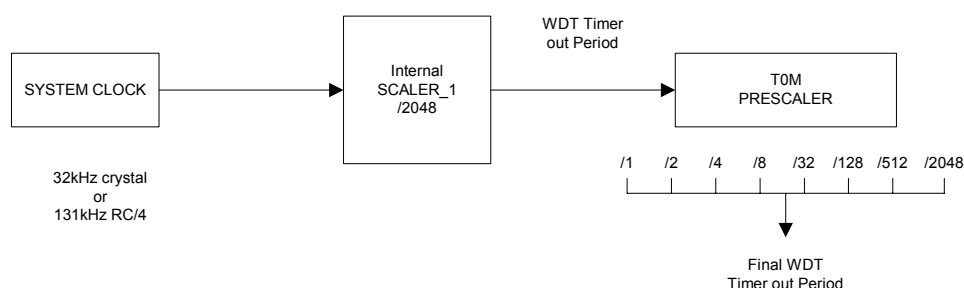 WDT Timer
out Period
SYSTEM CLOCK
Internal
SCALER_1
/2048
T0M
PRESCALER
/1 /2 /4 /8 /32 /128 /512 /2048
32kHz crystal
or
131kHz RC/4
Final WDT
Timer out Period